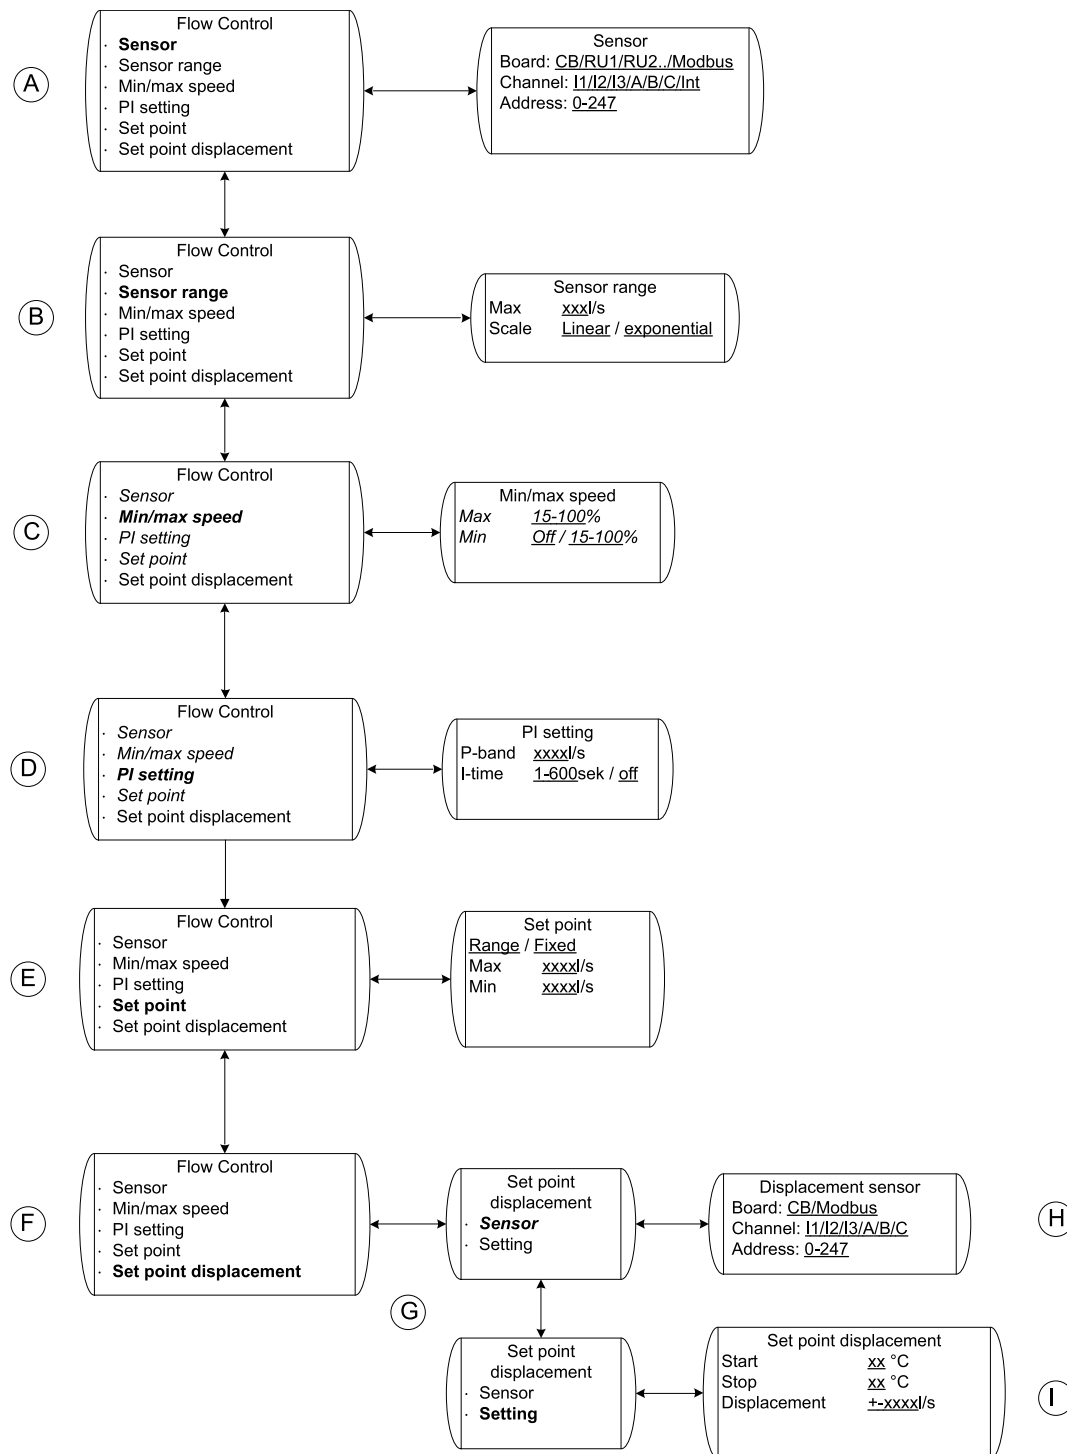 A
Flow Control
· Sensor
· Sensor range
· Min/max speed
· PI setting
· Set point
· Set point displacement
Sensor
Board: CB/RU1/RU2../Modbus
Channel: I1/I2/I3/A/B/C/Int
Address: 0-247
B
Flow Control
· Sensor
· Sensor range
· Min/max speed
· PI setting
· Set point
· Set point displacement
Sensor range
Max xxxl/s
Scale Linear / exponential
C
Flow Control
· Sensor
· Min/max speed
· PI setting
· Set point
· Set point displacement
Min/max speed
Max 15-100%
Min Off / 15-100%
D
Flow Control
· Sensor
· Min/max speed
· PI setting
· Set point
· Set point displacement
PI setting
P-band xxxxl/s
I-time 1-600sek / off
E
Flow Control
· Sensor
· Min/max speed
· PI setting
· Set point
· Set point displacement
Set point
Range / Fixed
Max xxxxl/s
Min xxxxl/s
F
Flow Control
· Sensor
· Min/max speed
· PI setting
· Set point
· Set point displacement
Set point
displacement
· Sensor
· Setting
Displacement sensor
Board: CB/Modbus
Channel: I1/I2/I3/A/B/C
Address: 0-247
H
G
Set point
displacement
· Sensor
· Setting
Set point displacement
Start xx °C
Stop xx °C
Displacement +-xxxxl/s
I